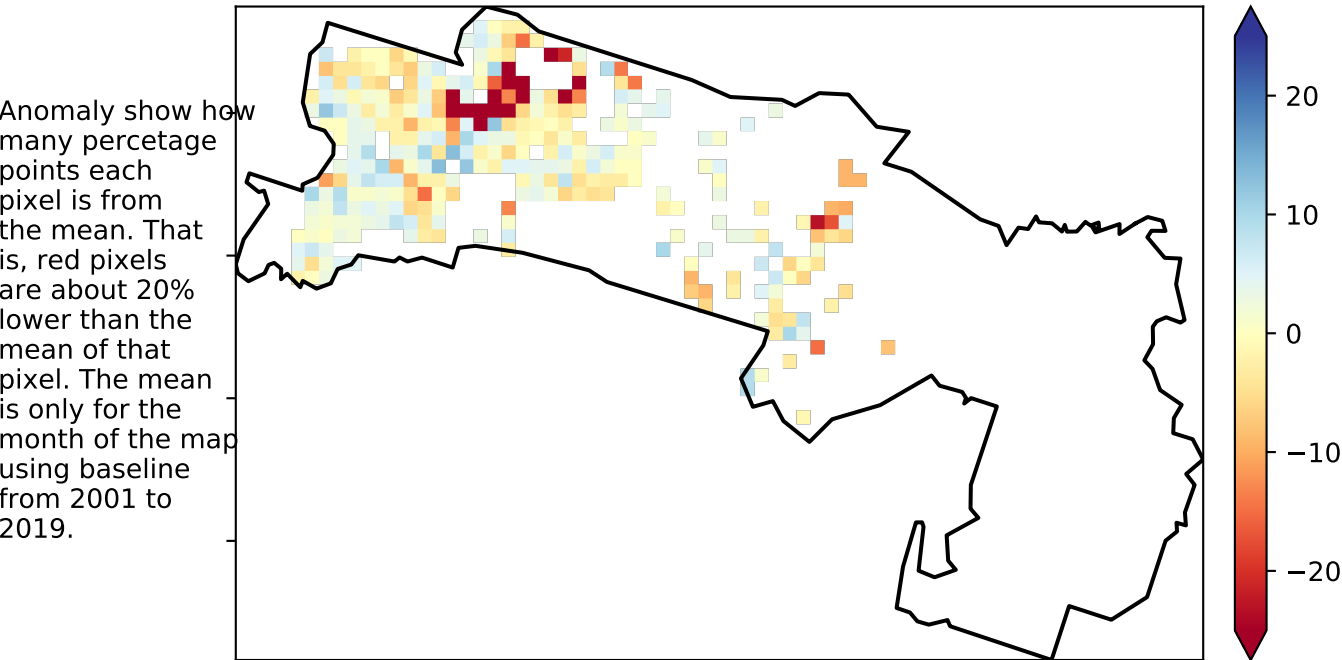 Anomaly show how
many percetage
points each
pixel is from
the mean. That
is, red pixels
are about 20%
lower than the
mean of that
pixel. The mean
is only for the
month of the map
using baseline
from 2001 to
2019.
20
10
0
−10
−20